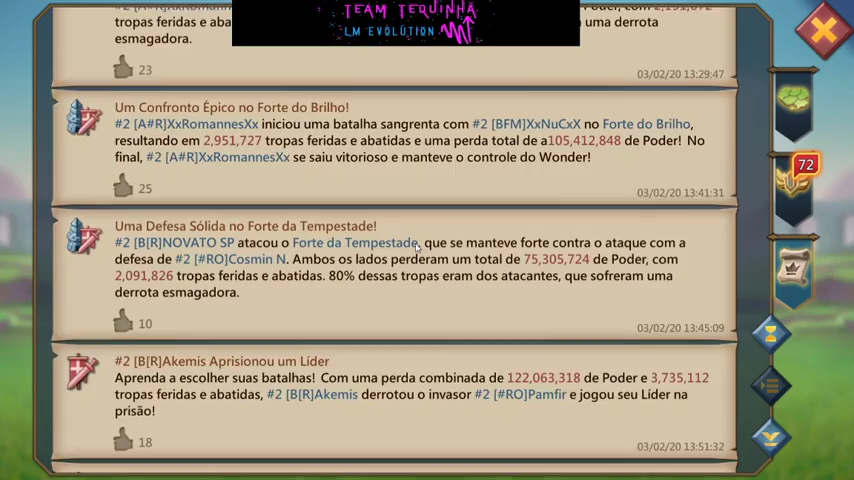 TEAM TEQUINHA
LM EVOLUTION
uma derrota
esmagadora.
23
03/02/20 13:29:47
Um Confronto Épico no Forte do Brilho!
#2 [A#R]XxRomannesXx iniciou uma batalha sangrenta com #2 [BFM]XxNuCxX no Forte do Brilho,
resultando em 2,951,727 tropas feridas e abatidas e uma perda total de a105,412,848 de Poder! No
final, #2 [A#R]XxRomannesXx se saiu vitorioso e manteve o controle do Wonder!
25
03/02/20 13:41:31
72
Uma Defesa Sólida no Forte da Tempestade!
#2 [B[R]NOVATO SP atacou o Forte da Tempestade, que se manteve forte contra o ataque com a
defesa de #2 [#RO]Cosmin N. Ambos os lados perderam um total de 75,305,724 de Poder, com
2,091,826 tropas feridas e abatidas. 80% dessas tropas eram dos atacantes, que sofreram uma
derrota esmagadora.
10
03/02/20 13:45:09
#2 [B[R]Akemis Aprisionou um Líder
Aprenda a escolher suas batalhas! Com uma perda combinada de 122,063,318 de Poder e 3,735,112
tropas feridas e abatidas, #2 [B[R]Akemis derrotou o invasor #2 [#RO]Pamfir e jogou seu Líder na
prisão!
18
03/02/20 13:51:32